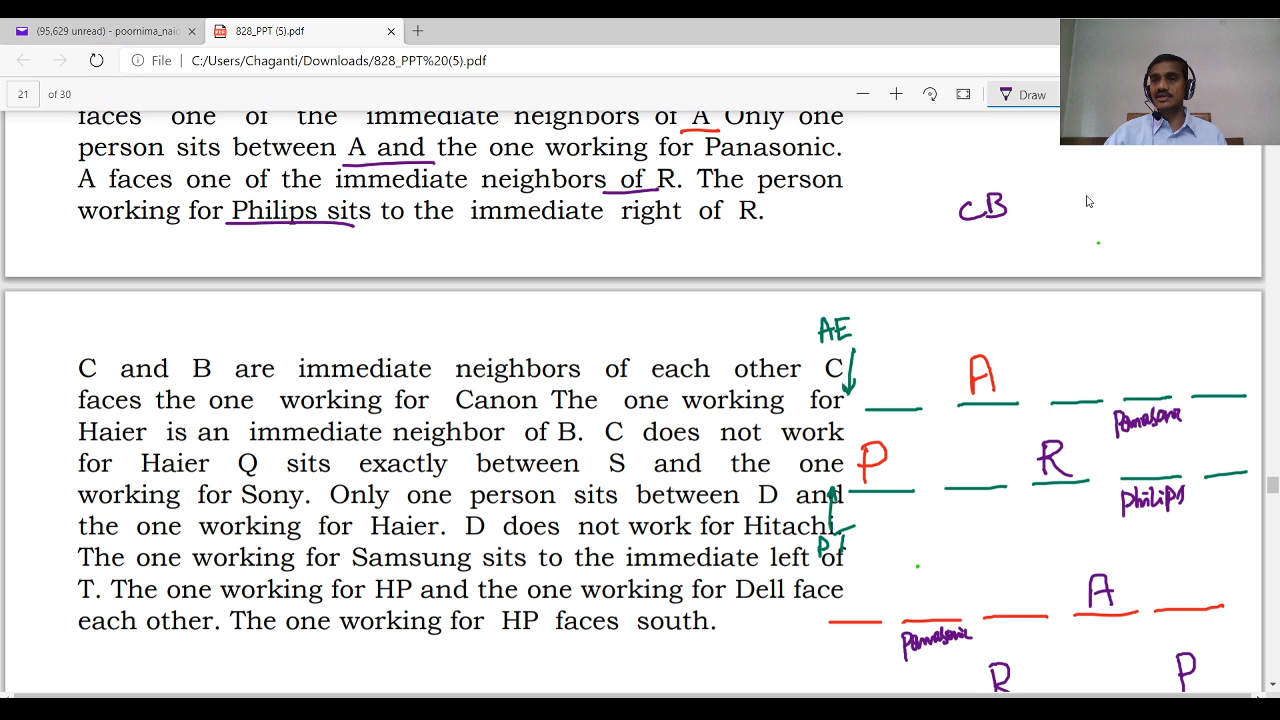 (95,629 unread) - poornima_naid
828_PPT (5).pdf
File C:/Users/Chaganti/Downloads/828_PPT%20(5).pdf
21 of 30
Draw
faces one of the immediate neighbors of A Only one
person sits between A and the one working for Panasonic.
A faces one of the immediate neighbors of R. The person
working for Philips sits to the immediate right of R.
CB
C and B are immediate neighbors of each other C
faces the one working for Canon The one working for
Haier is an immediate neighbor of B. C does not work
for Haier Q sits exactly between S and the one
working for Sony. Only one person sits between D and
the one working for Haier. D does not work for Hitachi.
The one working for Samsung sits to the immediate left of
T. The one working for HP and the one working for Dell face
each other. The one working for HP faces south.
AE
A
Panasonic
P R
Philips
PT
A
Panasonic
R P